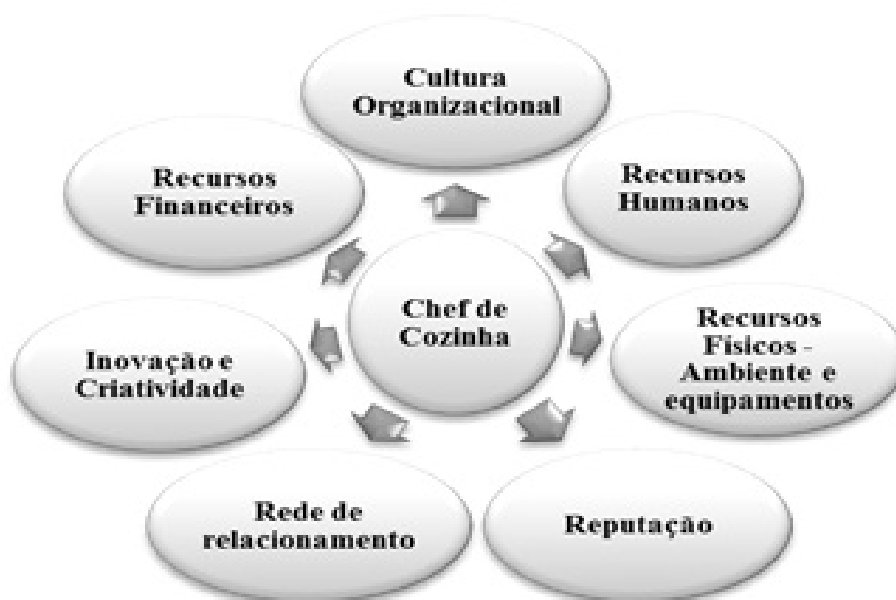 Cultura
Organizacional
Recursos
Humanos
Recursos
Físicos -
Ambiente e
equipamentos
Reputação
Rede de
relacionamento
Inovação e
Criatividade
Recursos
Financeiros
Chef de
Cozinha